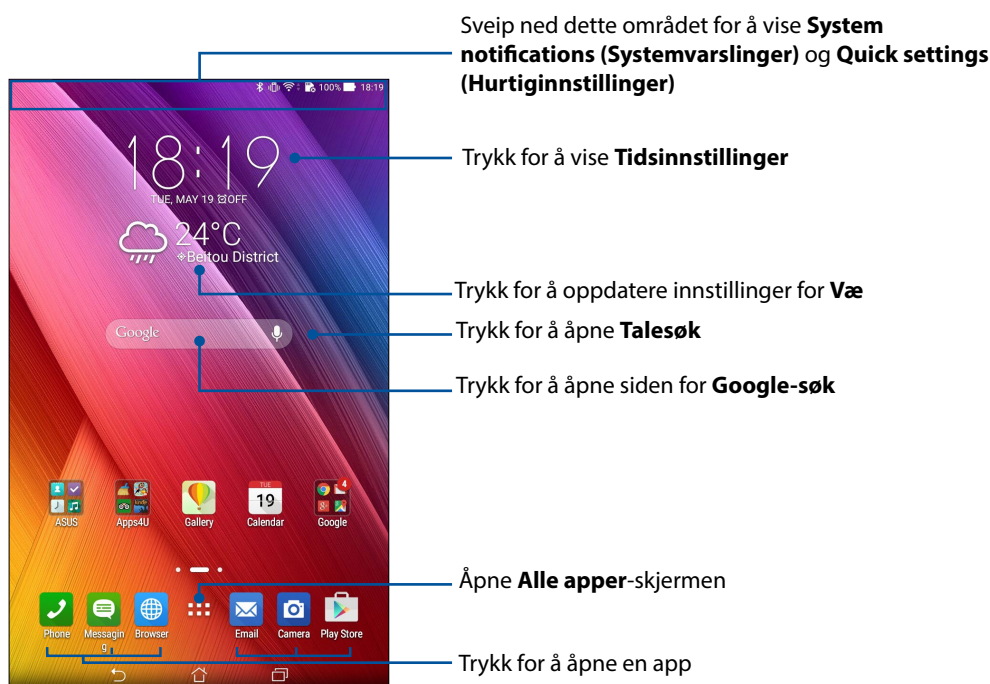 Sveip ned dette området for å vise System
notifications (Systemvarslinger) og Quick settings
(Hurtiginnstillinger)
100% 18:19
18:19
Trykk for å vise Tidsinnstillinger
TUE, MAY 19 OFF
24°C
Beitou District
Trykk for å oppdatere innstillinger for Væ
Google
Trykk for å åpne Talesøk
Trykk for å åpne siden for Google-søk
TUE
19
4
ASUS Apps4U Gallery Calendar Google
Åpne Alle apper-skjermen
Phone Messagin Browser Email Camera Play Store
g
Trykk for å åpne en app